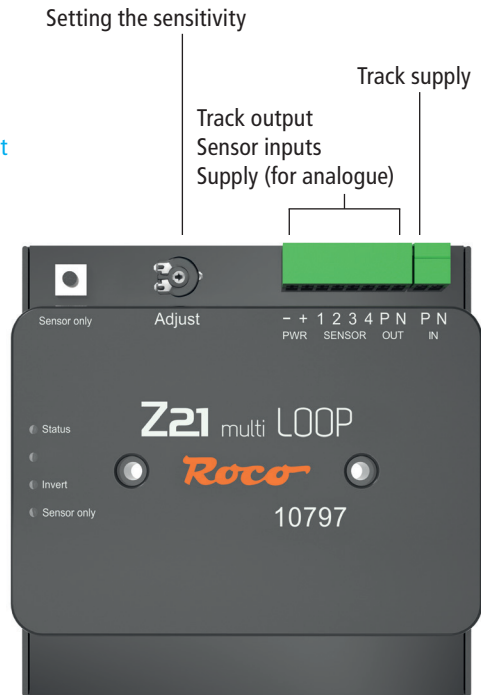 Setting the sensitivity
Track supply
Track output
Sensor inputs
Supply (for analogue)
t
Sensor only
Adjust
- + 1 2 3 4 P N P N
PWR SENSOR OUT IN
Status
Z21 multi LOOP
Roco
Invert
Sensor only
10797